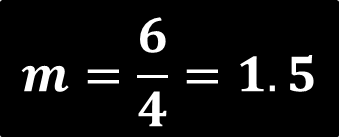 m = 6/4 = 1.5